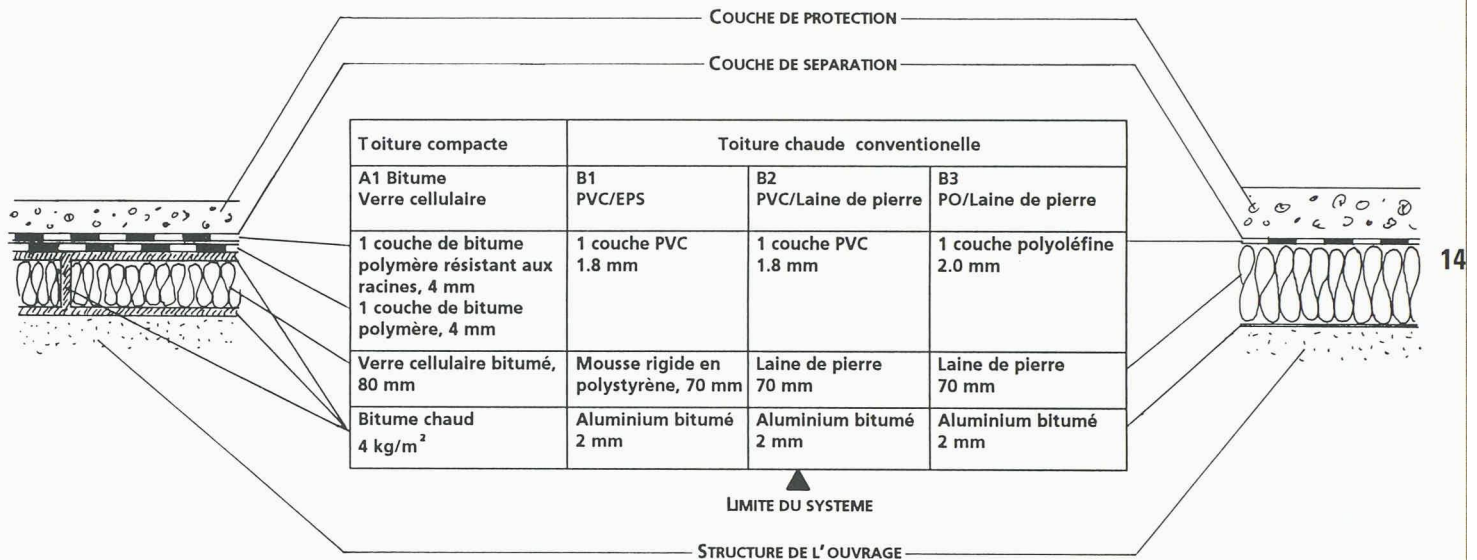 COUCHE DE PROTECTION
COUCHE DE SEPARATION
Toiture compacte
Toiture chaude conventionelle
A1 Bitume
Verre cellulaire
B1
PVC/EPS
B2
PVC/Laine de pierre
B3
PO/Laine de pierre
1 couche de bitume
polymère résistant aux
racines, 4 mm
1 couche de bitume
polymère, 4 mm
1 couche PVC
1.8 mm
1 couche PVC
1.8 mm
1 couche polyoléfine
2.0 mm
Verre cellulaire bitumé,
80 mm
Mousse rigide en
polystyrène, 70 mm
Laine de pierre
70 mm
Laine de pierre
70 mm
Bitume chaud
4 kg/m²
Aluminium bitumé
2 mm
Aluminium bitumé
2 mm
Aluminium bitumé
2 mm
LIMITE DU SYSTEME
STRUCTURE DE L'OUVRAGE
14